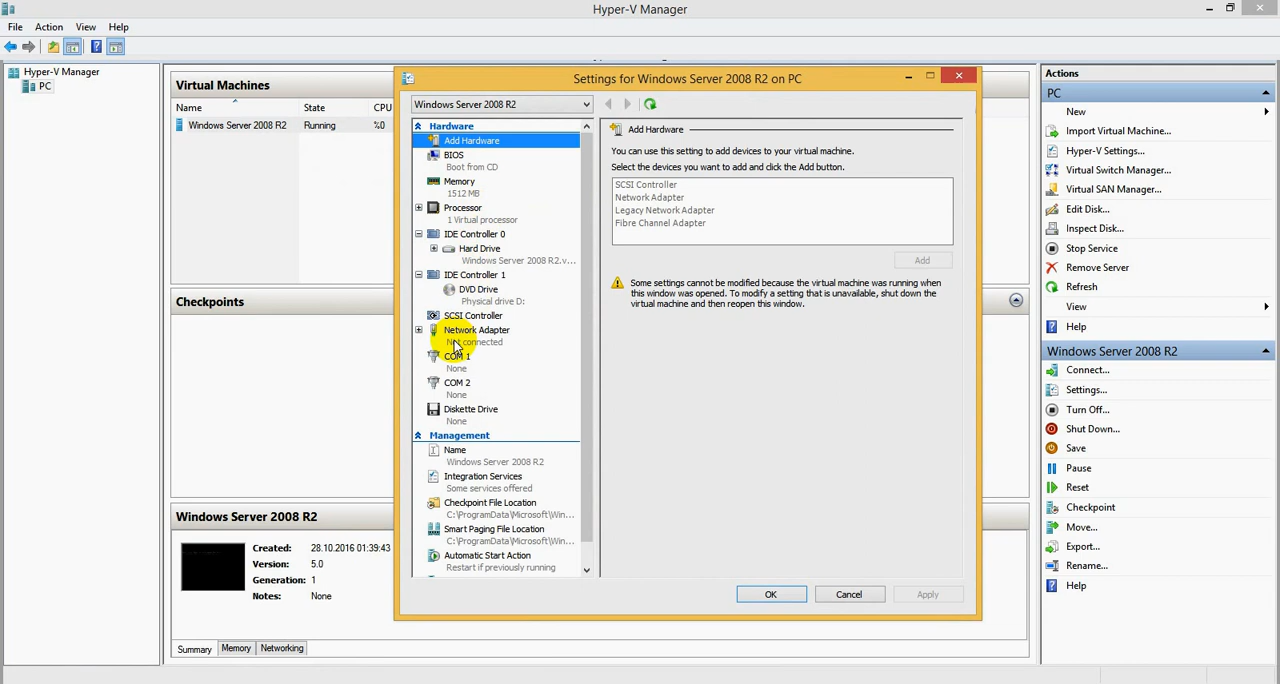 Hyper-V Manager
File Action View Help
Hyper-V Manager
PC
Virtual Machines
Name State CPU
Windows Server 2008 R2 Running %0
Checkpoints
Windows Server 2008 R2
Created: 28.10.2016 01:39:43
Version: 5.0
Generation: 1
Notes: None
Summary Memory Networking
Settings for Windows Server 2008 R2 on PC
Windows Server 2008 R2
Hardware
Add Hardware
BIOS
Boot from CD
Memory
1512 MB
Processor
1 Virtual processor
IDE Controller 0
Hard Drive
Windows Server 2008 R2.v...
IDE Controller 1
DVD Drive
Physical drive D:
SCSI Controller
Network Adapter
Not connected
COM 1
None
COM 2
None
Diskette Drive
None
Management
Name
Windows Server 2008 R2
Integration Services
Some services offered
Checkpoint File Location
C:\ProgramData\Microsoft\Win...
Smart Paging File Location
C:\ProgramData\Microsoft\Win...
Automatic Start Action
Restart if previously running
Add Hardware
You can use this setting to add devices to your virtual machine.
Select the devices you want to add and click the Add button.
SCSI Controller
Network Adapter
Legacy Network Adapter
Fibre Channel Adapter
Add
Some settings cannot be modified because the virtual machine was running when
this window was opened. To modify a setting that is unavailable, shut down the
virtual machine and then reopen this window.
OK Cancel Apply
Actions
PC
New
Import Virtual Machine...
Hyper-V Settings...
Virtual Switch Manager...
Virtual SAN Manager...
Edit Disk...
Inspect Disk...
Stop Service
Remove Server
Refresh
View
Help
Windows Server 2008 R2
Connect...
Settings...
Turn Off...
Shut Down...
Save
Pause
Reset
Checkpoint
Move...
Export...
Rename...
Help